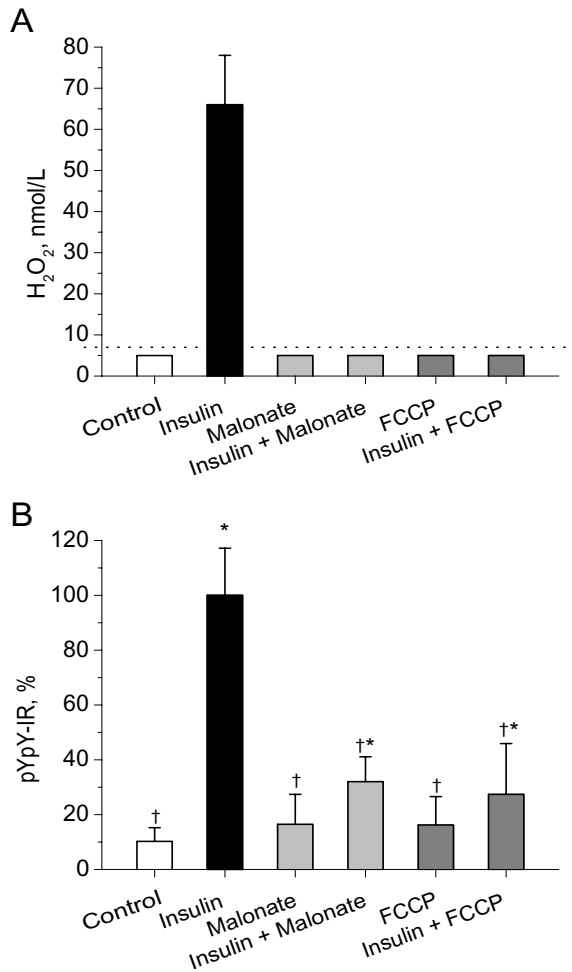 A
H₂O₂, nmol/L
80
70
60
50
40
30
20
10
0
Control
Insulin
Malonate
Insulin + Malonate
FCCP
Insulin + FCCP
B
pYpY-IR, %
120
100
80
60
40
20
0
†
*
†
†*
†
†*
Control
Insulin
Malonate
Insulin + Malonate
FCCP
Insulin + FCCP